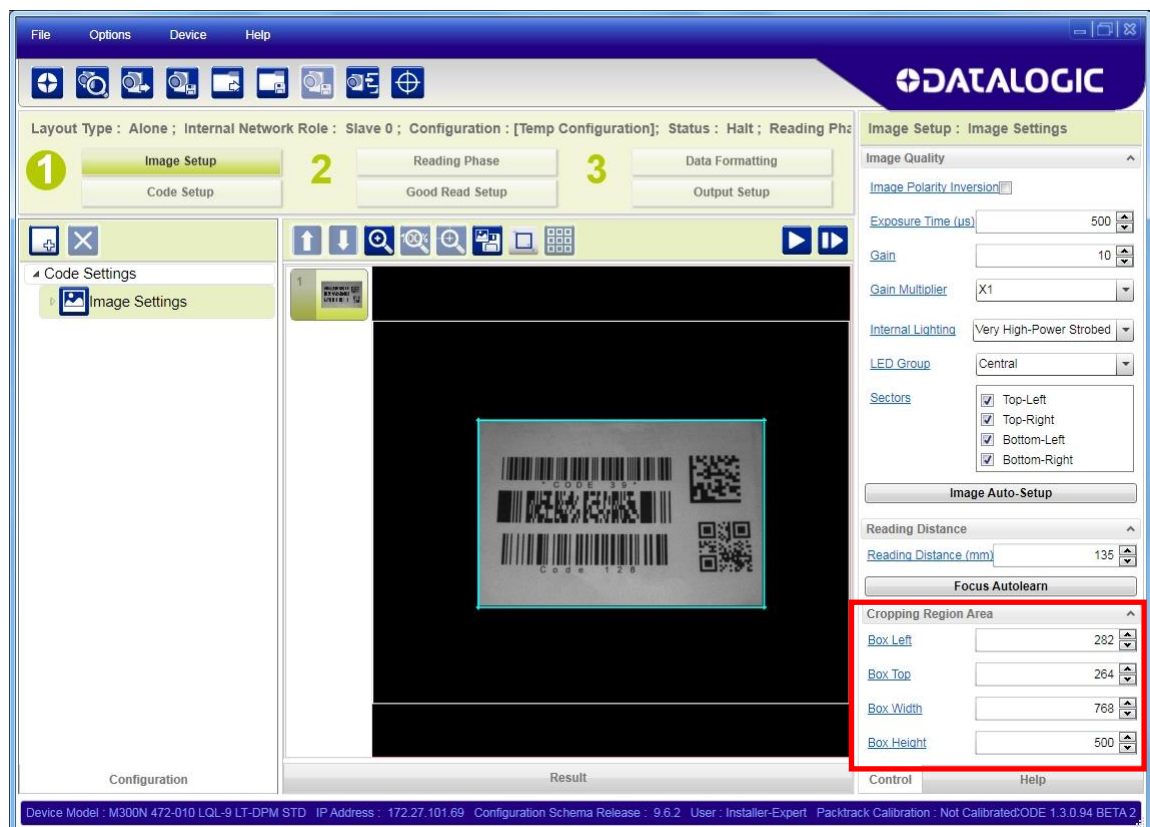 File Options Device Help
DATALOGIC
Layout Type : Alone ; Internal Network Role : Slave 0 ; Configuration : [Temp Configuration]; Status : Halt ; Reading Pha
Image Setup : Image Settings
1
Image Setup
Code Setup
2
Reading Phase
Good Read Setup
3
Data Formatting
Output Setup
Code Settings
Image Settings
1
*CODE 39*
Code 128
Image Quality
Image Polarity Inversion
Exposure Time (µs) 500
Gain 10
Gain Multiplier X1
Internal Lighting Very High-Power Strobed
LED Group Central
Sectors Top-Left
Top-Right
Bottom-Left
Bottom-Right
Image Auto-Setup
Reading Distance
Reading Distance (mm) 135
Focus Autolearn
Cropping Region Area
Box Left 282
Box Top 264
Box Width 768
Box Height 500
Configuration
Result
Control Help
Device Model : M300N 472-010 LQL-9 LT-DPM STD IP Address : 172.27.101.69 Configuration Schema Release : 9.6.2 User : Installer-Expert Packtrack Calibration : Not Calibrated ODE 1.3.0.94 BETA 2